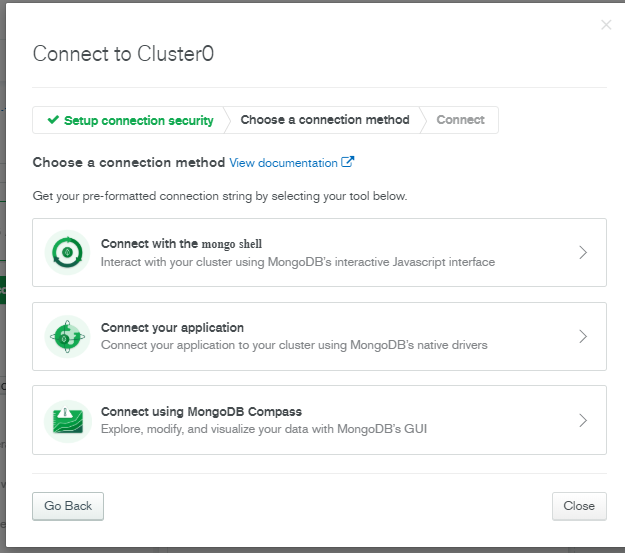 ×
Connect to Cluster0
✔ Setup connection security
Choose a connection method
Connect
Choose a connection method View documentation
Get your pre-formatted connection string by selecting your tool below.
Connect with the mongo shell
Interact with your cluster using MongoDB's interactive Javascript interface
Connect your application
Connect your application to your cluster using MongoDB's native drivers
Connect using MongoDB Compass
Explore, modify, and visualize your data with MongoDB's GUI
Go Back
Close